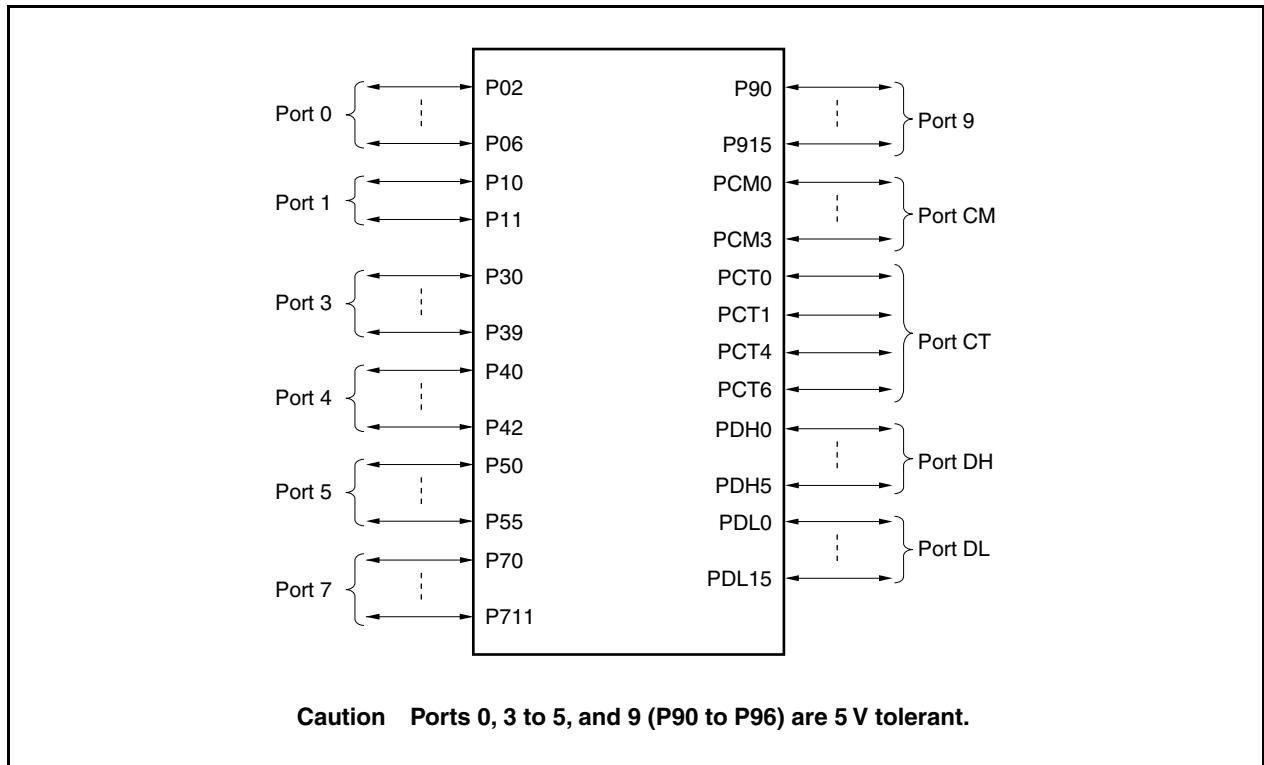 Port 0
P02
P06
Port 1
P10
P11
Port 3
P30
P39
Port 4
P40
P42
Port 5
P50
P55
Port 7
P70
P711
P90
P915
Port 9
PCM0
PCM3
Port CM
PCT0
PCT1
PCT4
PCT6
Port CT
PDH0
PDH5
Port DH
PDL0
PDL15
Port DL
Caution Ports 0, 3 to 5, and 9 (P90 to P96) are 5 V tolerant.